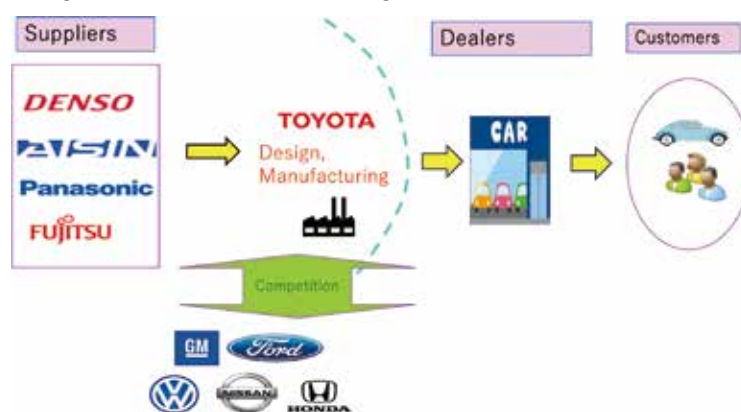 Suppliers
Dealers
Customers
DENSO
AISIN
Panasonic
FUJITSU
TOYOTA
Design,
Manufacturing
CAR
Competition
GM
Ford
NISSAN
HONDA